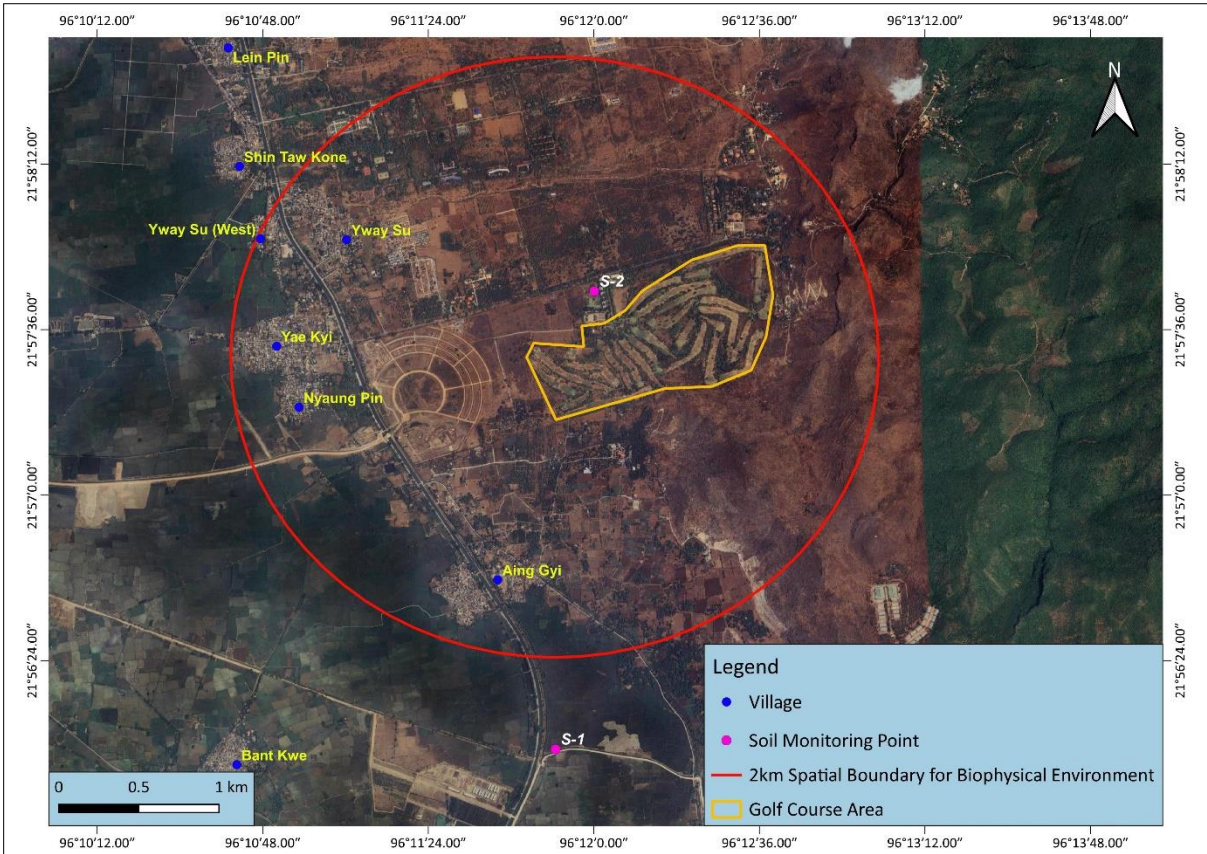 96°10′12.00″ 96°10′48.00″ 96°11′24.00″ 96°12′0.00″ 96°12′36.00″ 96°13′12.00″ 96°13′48.00″
Lein Pin
N
21°58′12.00″
Shin Taw Kone
21°58′12.00″
Yway Su (West)
Yway Su
S-2
21°57′36.00″
Yae Kyi
21°57′36.00″
Nyaung Pin
21°57′0.00″
21°57′0.00″
Aing Gyi
21°56′24.00″
21°56′24.00″
S-1
Bant Kwe
0 0.5 1 km
Legend
Village
Soil Monitoring Point
2km Spatial Boundary for Biophysical Environment
Golf Course Area
96°10′12.00″ 96°10′48.00″ 96°11′24.00″ 96°12′0.00″ 96°12′36.00″ 96°13′12.00″ 96°13′48.00″